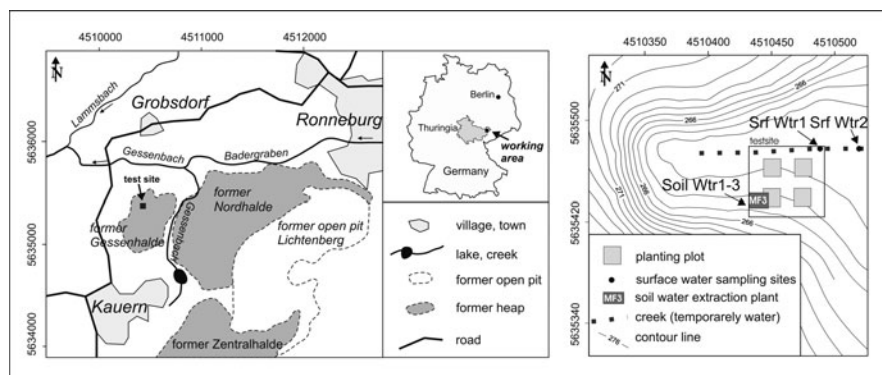 4510000
4511000
4512000
N
Lammsbach
Grobsdorf
Ronneburg
5636000
Gessenbach
Badergraben
test site
former
Nordhalde
former
Gessenhalde
Gessenbach
former open pit
Lichtenberg
5635000
Kauern
former Zentralhalde
5634000
Berlin
Thuringia
working
area
Germany
village, town
lake, creek
former open pit
former heap
road
4510350
4510400
4510450
4510500
N
271
266
5635500
Srf Wtr1
Srf Wtr2
testsite
Soil Wtr1-3
MF3
271
266
5635420
planting plot
surface water sampling sites
MF3
soil water extraction plant
creek (temporarely water)
276
contour line
5635340